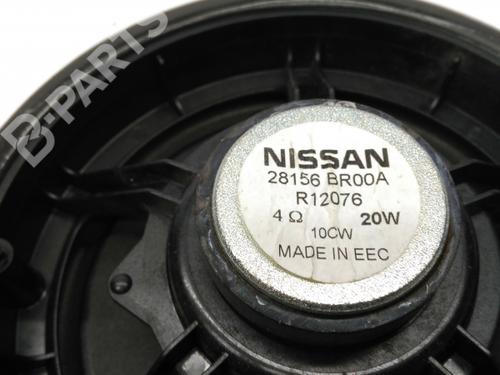 B-PARTS
NISSAN
28156 BR00A
R12076
4 Ω 20W
10CW
MADE IN EEC